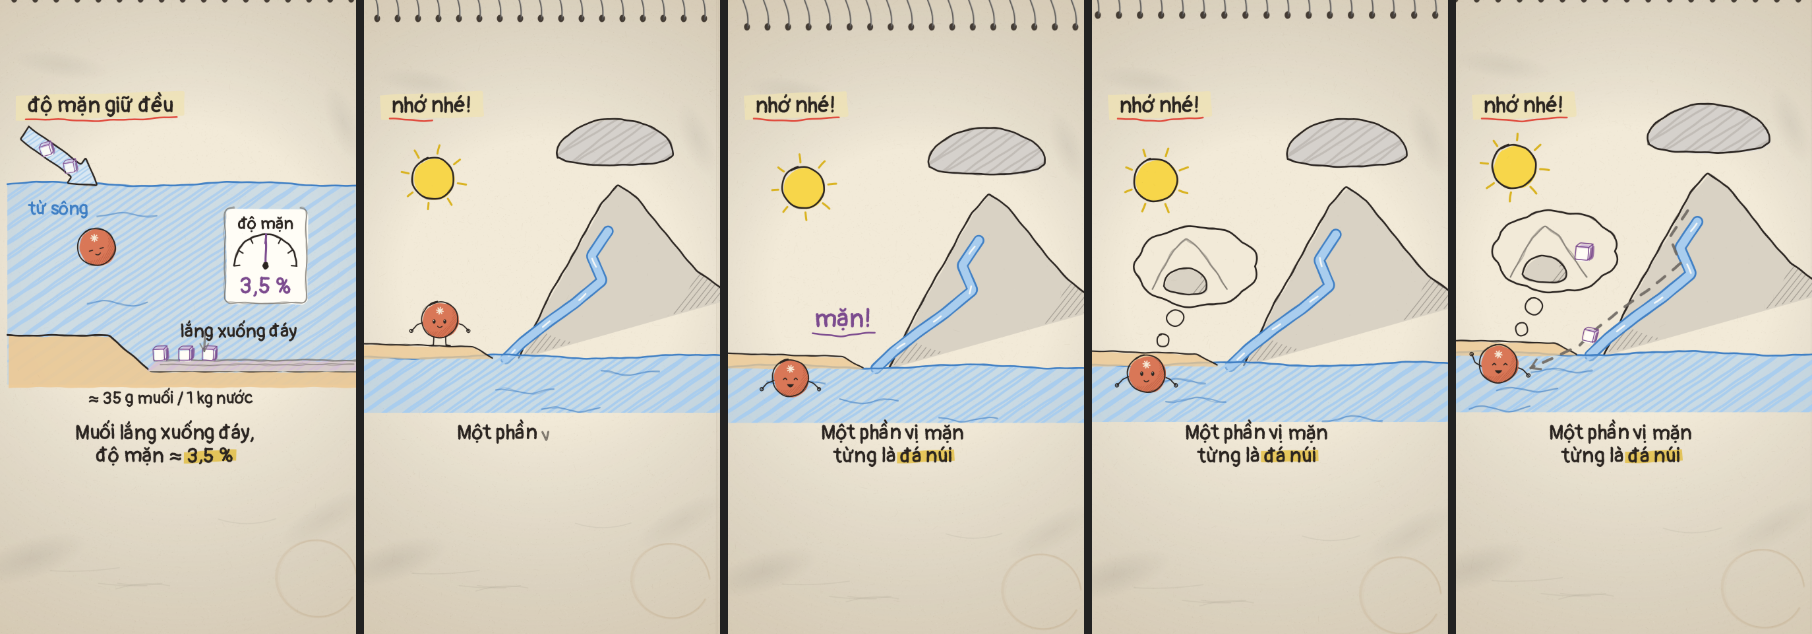 độ mặn giữ đều
từ sông
độ mặn
3,5 %
lắng xuống đáy
≈ 35 g muối / 1 kg nước
Muối lắng xuống đáy,
độ mặn ≈ 3,5 %
nhớ nhé!
Một phần v
nhớ nhé!
mặn!
Một phần vị mặn
từng là đá núi
nhớ nhé!
Một phần vị mặn
từng là đá núi
nhớ nhé!
Một phần vị mặn
từng là đá núi